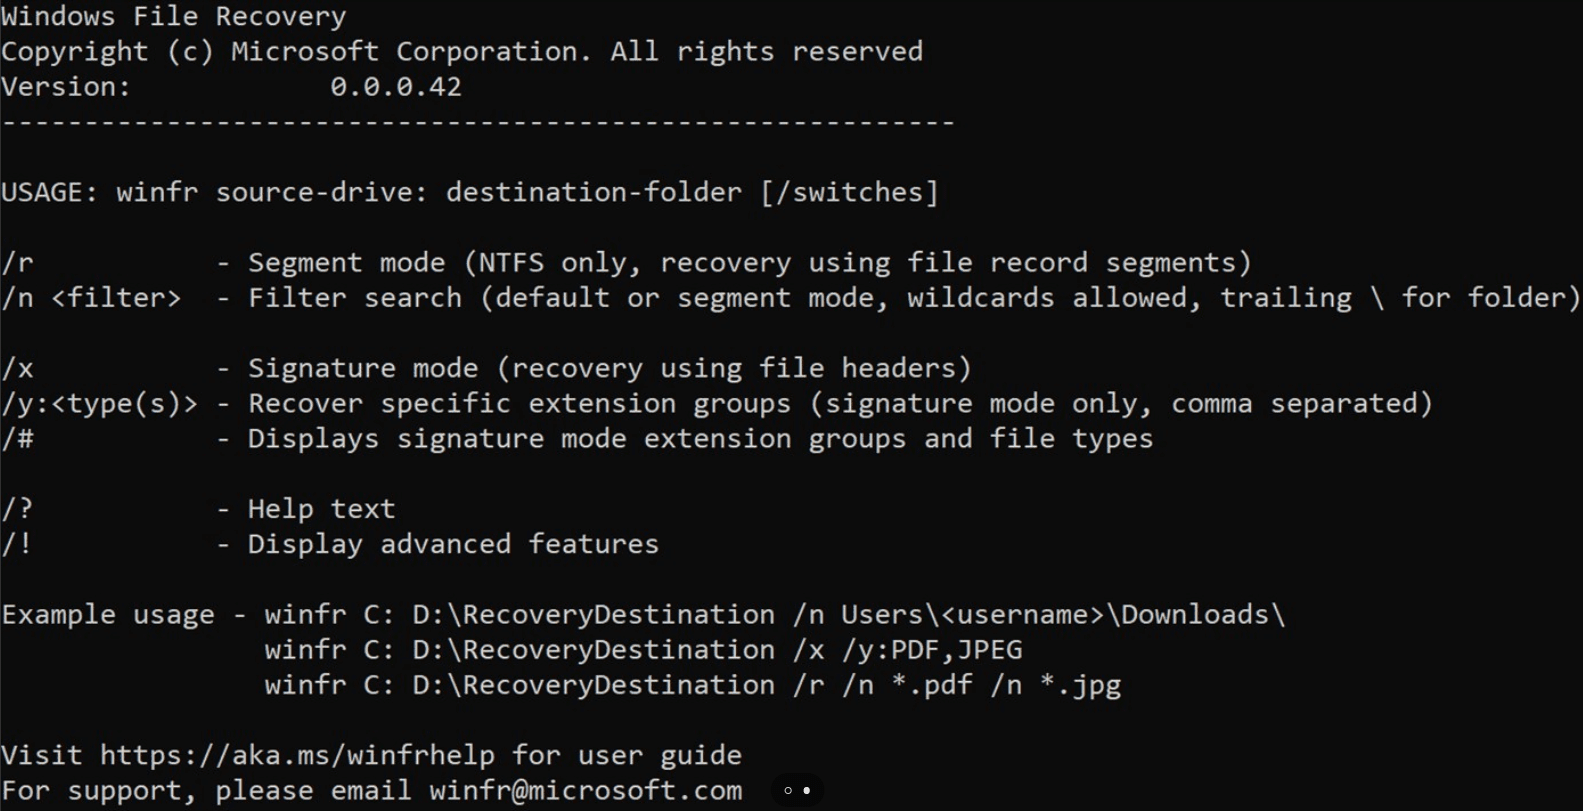 Windows File Recovery
Copyright (c) Microsoft Corporation. All rights reserved
Version:            0.0.0.42
----------------------------------------------------------
USAGE: winfr source-drive: destination-folder [/switches]
/r           - Segment mode (NTFS only, recovery using file record segments)
/n <filter>  - Filter search (default or segment mode, wildcards allowed, trailing \ for folder)
/x           - Signature mode (recovery using file headers)
/y:<type(s)> - Recover specific extension groups (signature mode only, comma separated)
/#           - Displays signature mode extension groups and file types
/?           - Help text
/!           - Display advanced features
Example usage - winfr C: D:\RecoveryDestination /n Users\<username>\Downloads\
                winfr C: D:\RecoveryDestination /x /y:PDF,JPEG
                winfr C: D:\RecoveryDestination /r /n *.pdf /n *.jpg
Visit https://aka.ms/winfrhelp for user guide
For support, please email winfr@microsoft.com